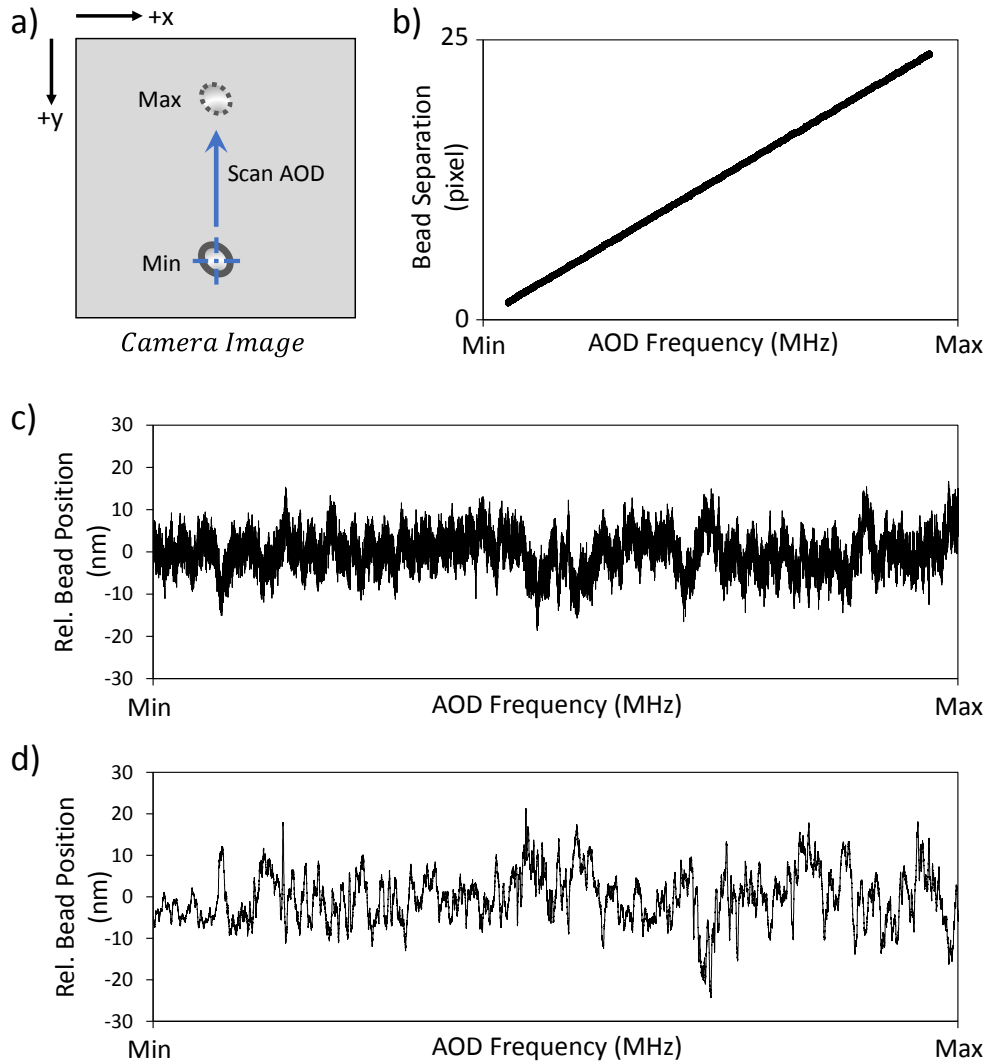 a)
+x
+y
Max
Scan AOD
Min
Camera Image
b)
25
Bead Separation
(pixel)
0
Min
AOD Frequency (MHz)
Max
c)
30
20
10
0
-10
-20
-30
Rel. Bead Position
(nm)
Min
AOD Frequency (MHz)
Max
d)
30
20
10
0
-10
-20
-30
Rel. Bead Position
(nm)
Min
AOD Frequency (MHz)
Max